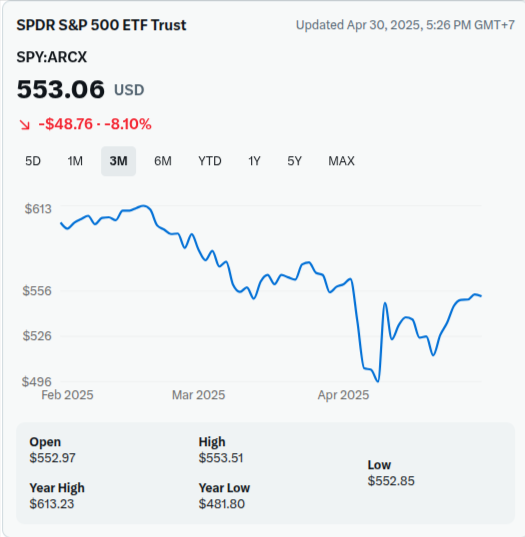 SPDR S&P 500 ETF Trust
Updated Apr 30, 2025, 5:26 PM GMT+7
SPY:ARCX
553.06 USD
↘ -$48.76 · -8.10%
5D 1M 3M 6M YTD 1Y 5Y MAX
$613
$556
$526
$496
Feb 2025 Mar 2025 Apr 2025
Open
$552.97
High
$553.51
Low
$552.85
Year High
$613.23
Year Low
$481.80